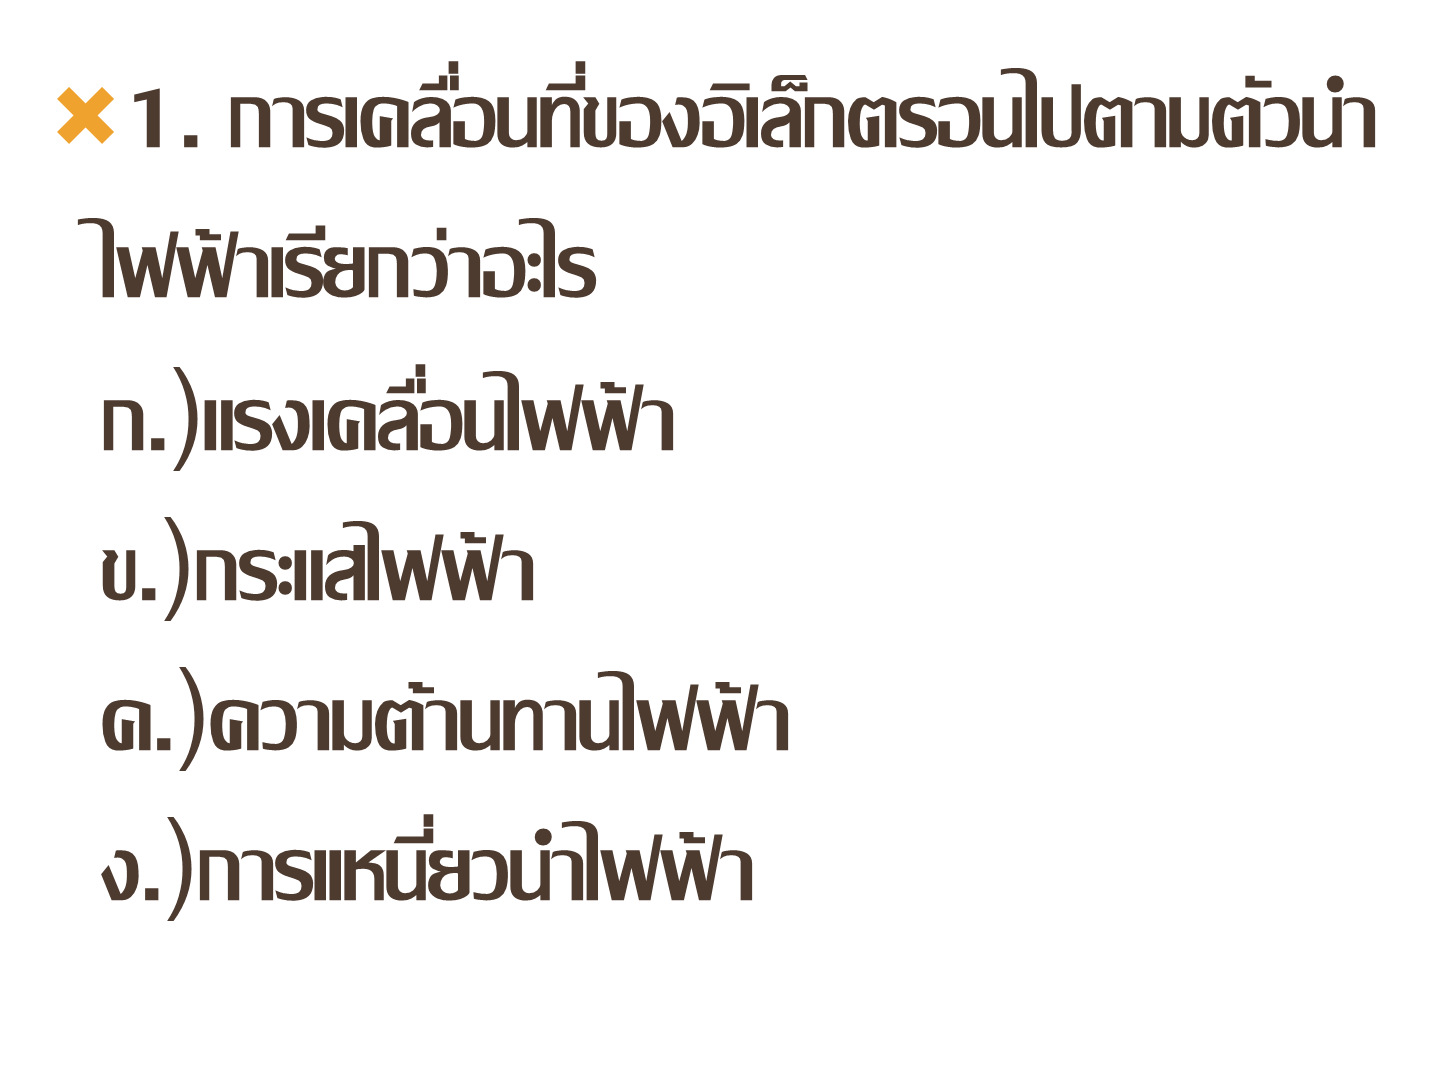 1. การเคลื่อนที่ของอิเล็กตรอนไปตามตัวนำ
ไฟฟ้าเรียกว่าอะไร
ก.)แรงเคลื่อนไฟฟ้า
ข.)กระแสไฟฟ้า
ค.)ความต้านทานไฟฟ้า
ง.)การแหนี่ยวนำไฟฟ้า